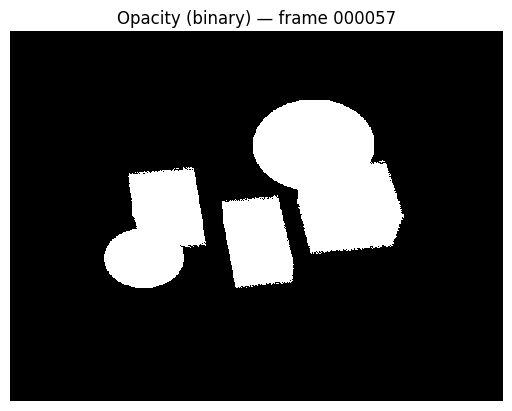 Opacity (binary) — frame 000057